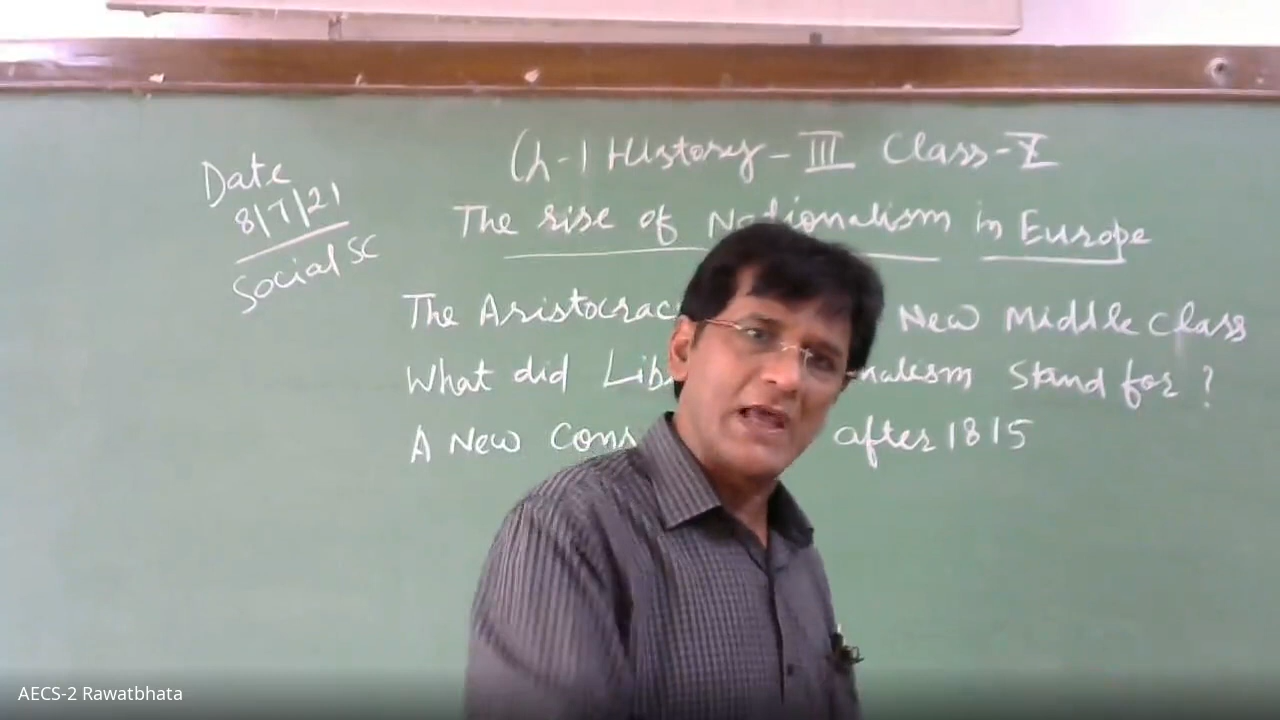 Date
8/7/21
Social SC
Ch-1 History-III Class-X
The rise of Nationalism in Europe
The Aristocrac New Middle Class
What did Lib nalism Stand for ?
A New Cons after 1815
AECS-2 Rawatbhata